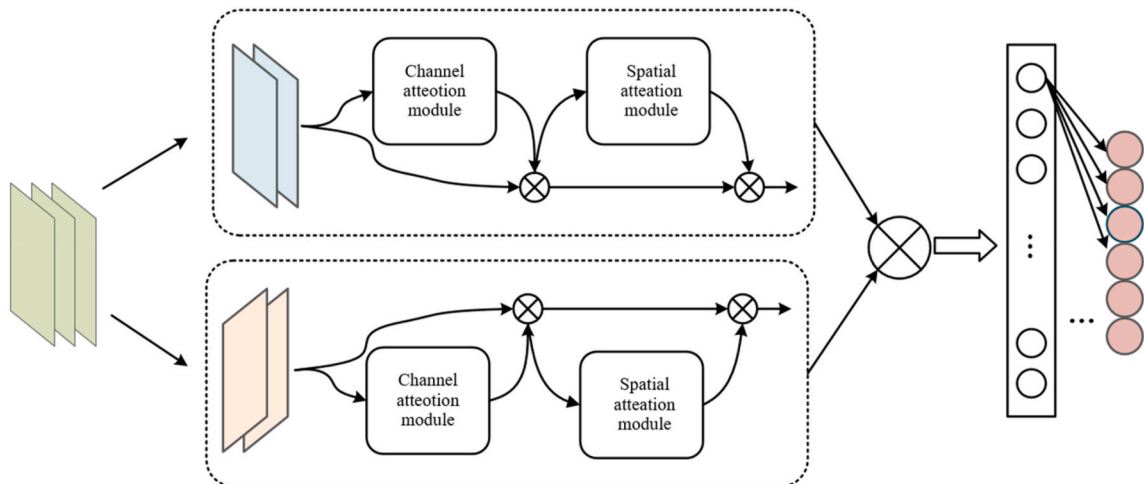 Channel
atteotion
module
Spatial
atteation
module
...
...
Channel
atteotion
module
Spatial
atteation
module